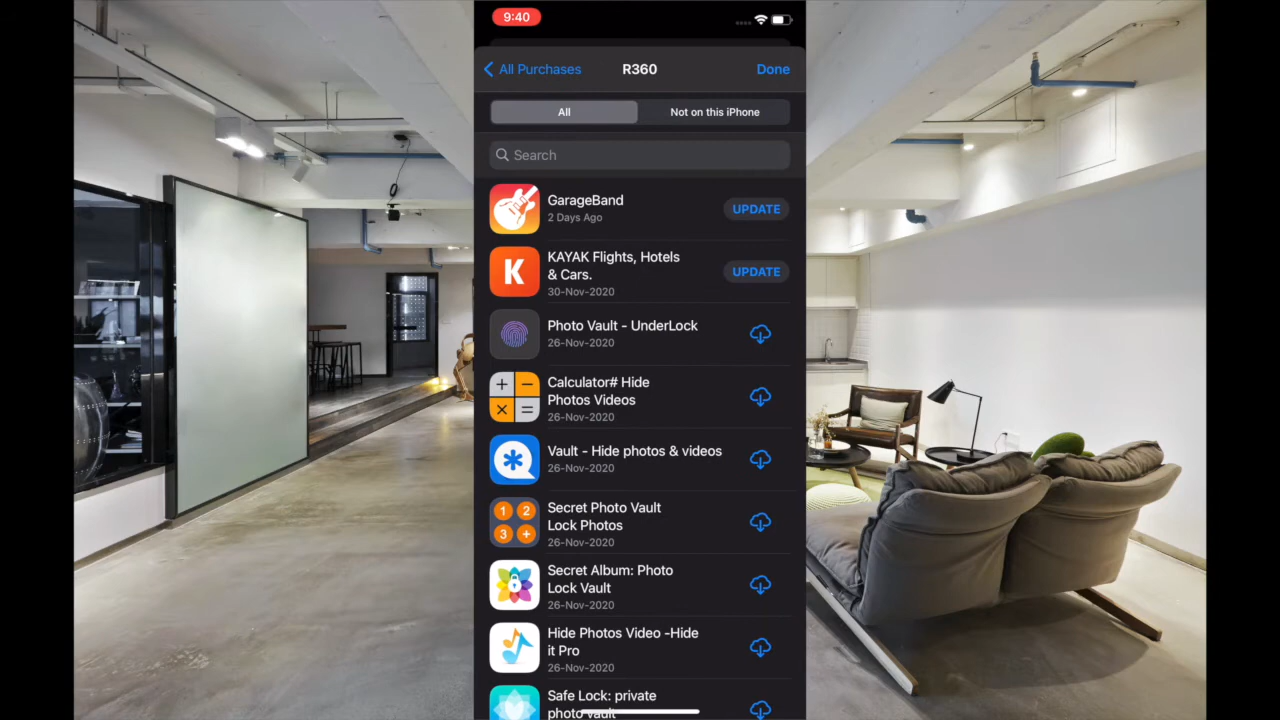 9:40
All Purchases
R360
Done
All
Not on this iPhone
Search
GarageBand
2 Days Ago
UPDATE
K
KAYAK Flights, Hotels
& Cars.
30-Nov-2020
UPDATE
Photo Vault - UnderLock
26-Nov-2020
+ −
× =
Calculator# Hide
Photos Videos
26-Nov-2020
Vault - Hide photos & videos
26-Nov-2020
1 2
3 +
Secret Photo Vault
Lock Photos
26-Nov-2020
Secret Album: Photo
Lock Vault
26-Nov-2020
Hide Photos Video -Hide
it Pro
26-Nov-2020
Safe Lock: private
photo vault